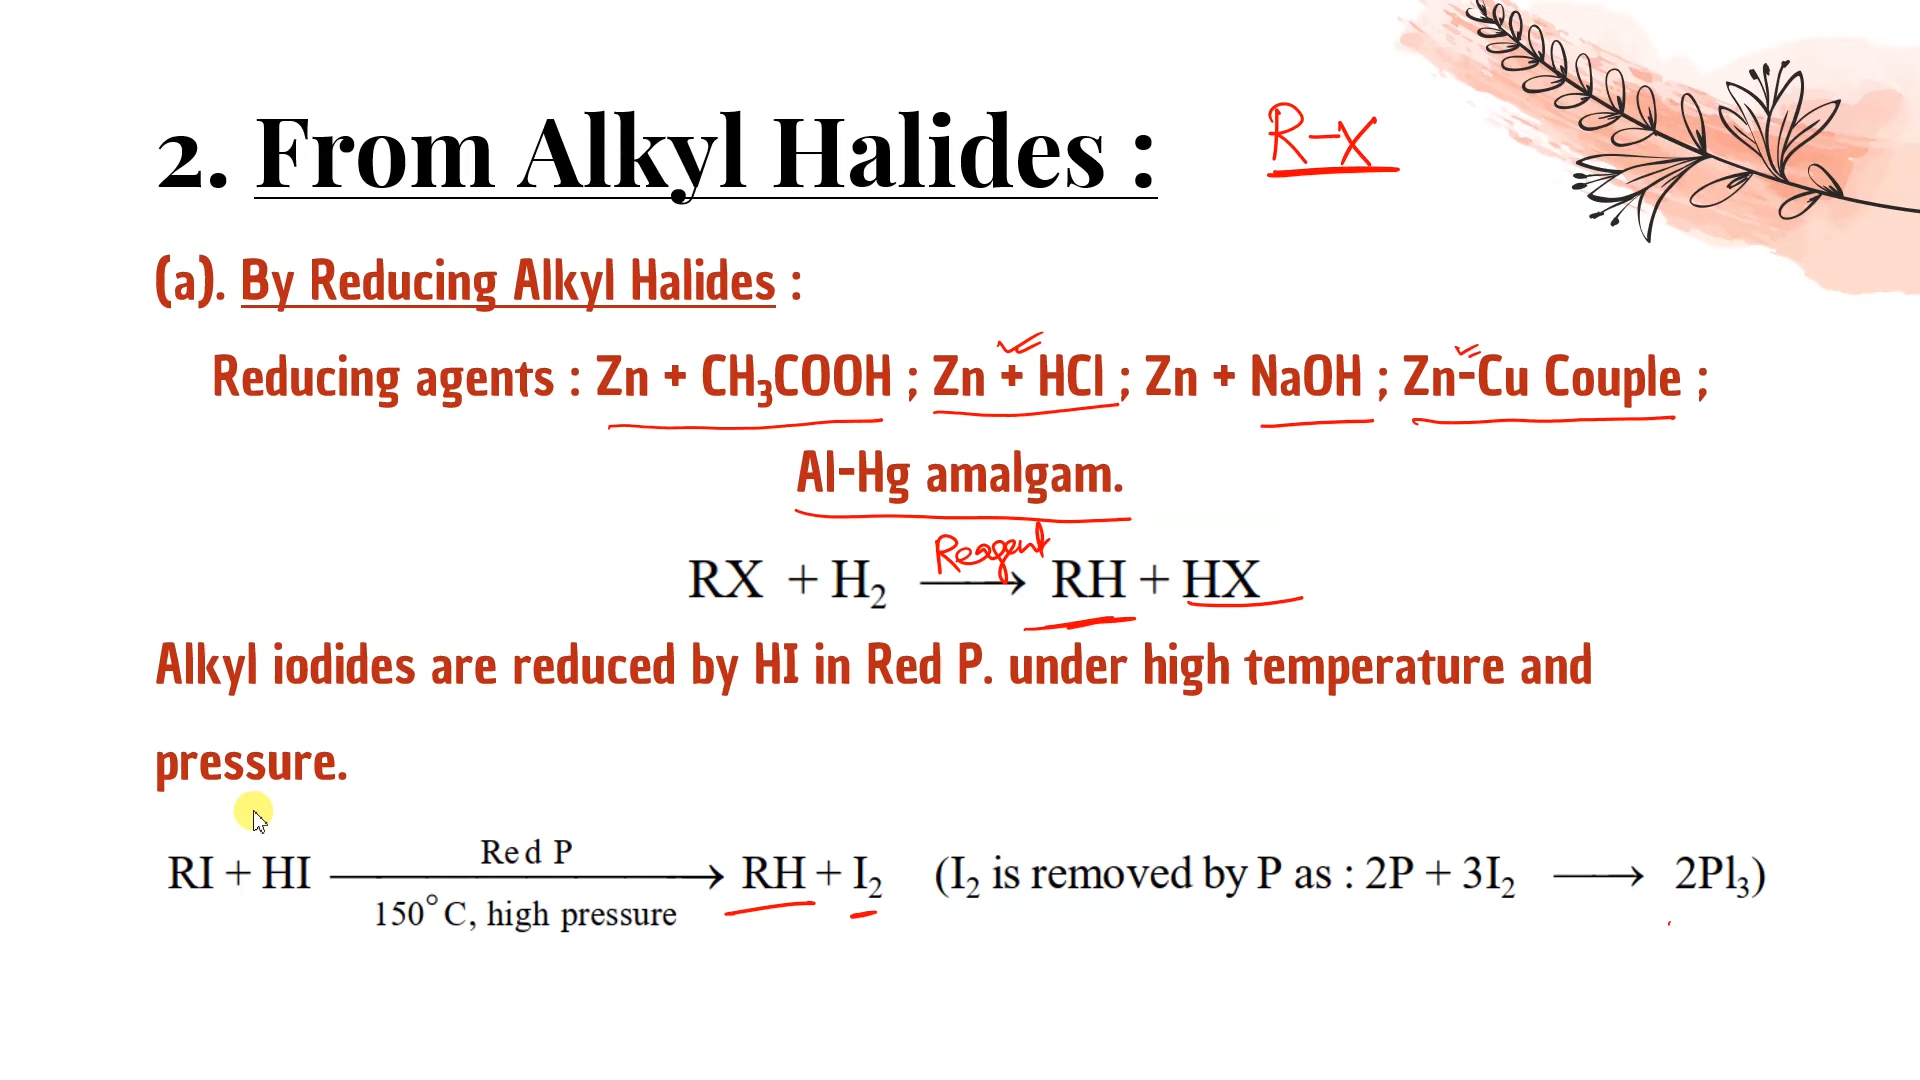 2. From Alkyl Halides :
R-X
(a). By Reducing Alkyl Halides :
Reducing agents : Zn + CH₃COOH ; Zn + HCl ; Zn + NaOH ; Zn-Cu Couple ;
Al-Hg amalgam.
Reagent
RX + H₂ ⟶ RH + HX
Alkyl iodides are reduced by HI in Red P. under high temperature and
pressure.
Red P
RI + HI ⟶ RH + I₂ (I₂ is removed by P as : 2P + 3I₂ ⟶ 2Pl₃)
150°C, high pressure